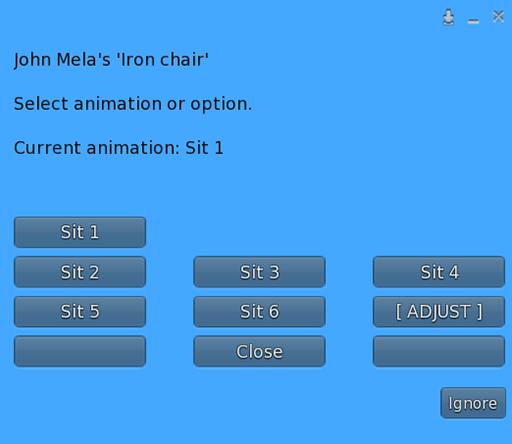 John Mela's 'Iron chair'
Select animation or option.
Current animation: Sit 1
Sit 1
Sit 2 Sit 3 Sit 4
Sit 5 Sit 6 [ ADJUST ]
Close
Ignore